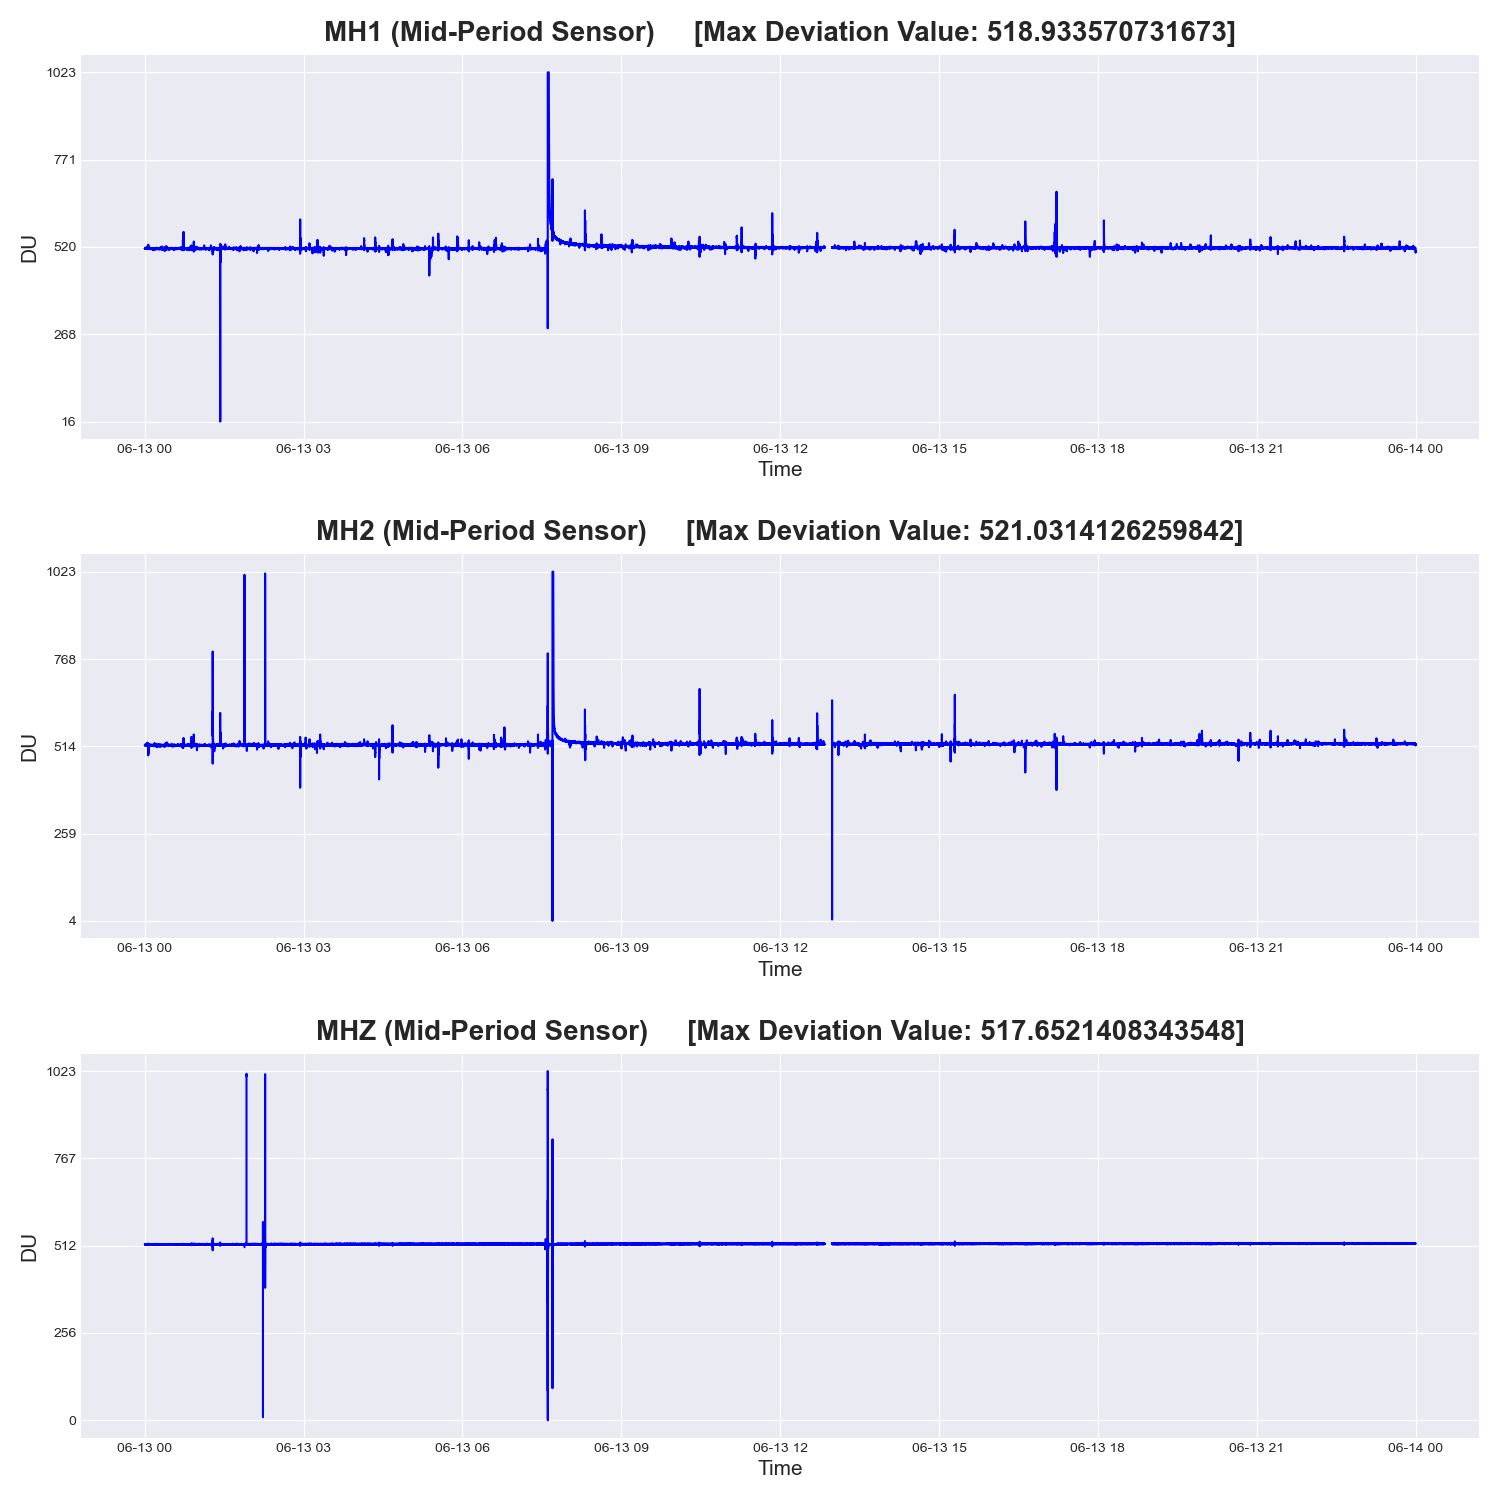 MH1 (Mid-Period Sensor) [Max Deviation Value: 518.933570731673]
1023
771
520
268
16
DU
06-13 00 06-13 03 06-13 06 06-13 09 06-13 12 06-13 15 06-13 18 06-13 21 06-14 00
Time
MH2 (Mid-Period Sensor) [Max Deviation Value: 521.0314126259842]
1023
768
514
259
4
DU
06-13 00 06-13 03 06-13 06 06-13 09 06-13 12 06-13 15 06-13 18 06-13 21 06-14 00
Time
MHZ (Mid-Period Sensor) [Max Deviation Value: 517.6521408343548]
1023
767
512
256
0
DU
06-13 00 06-13 03 06-13 06 06-13 09 06-13 12 06-13 15 06-13 18 06-13 21 06-14 00
Time